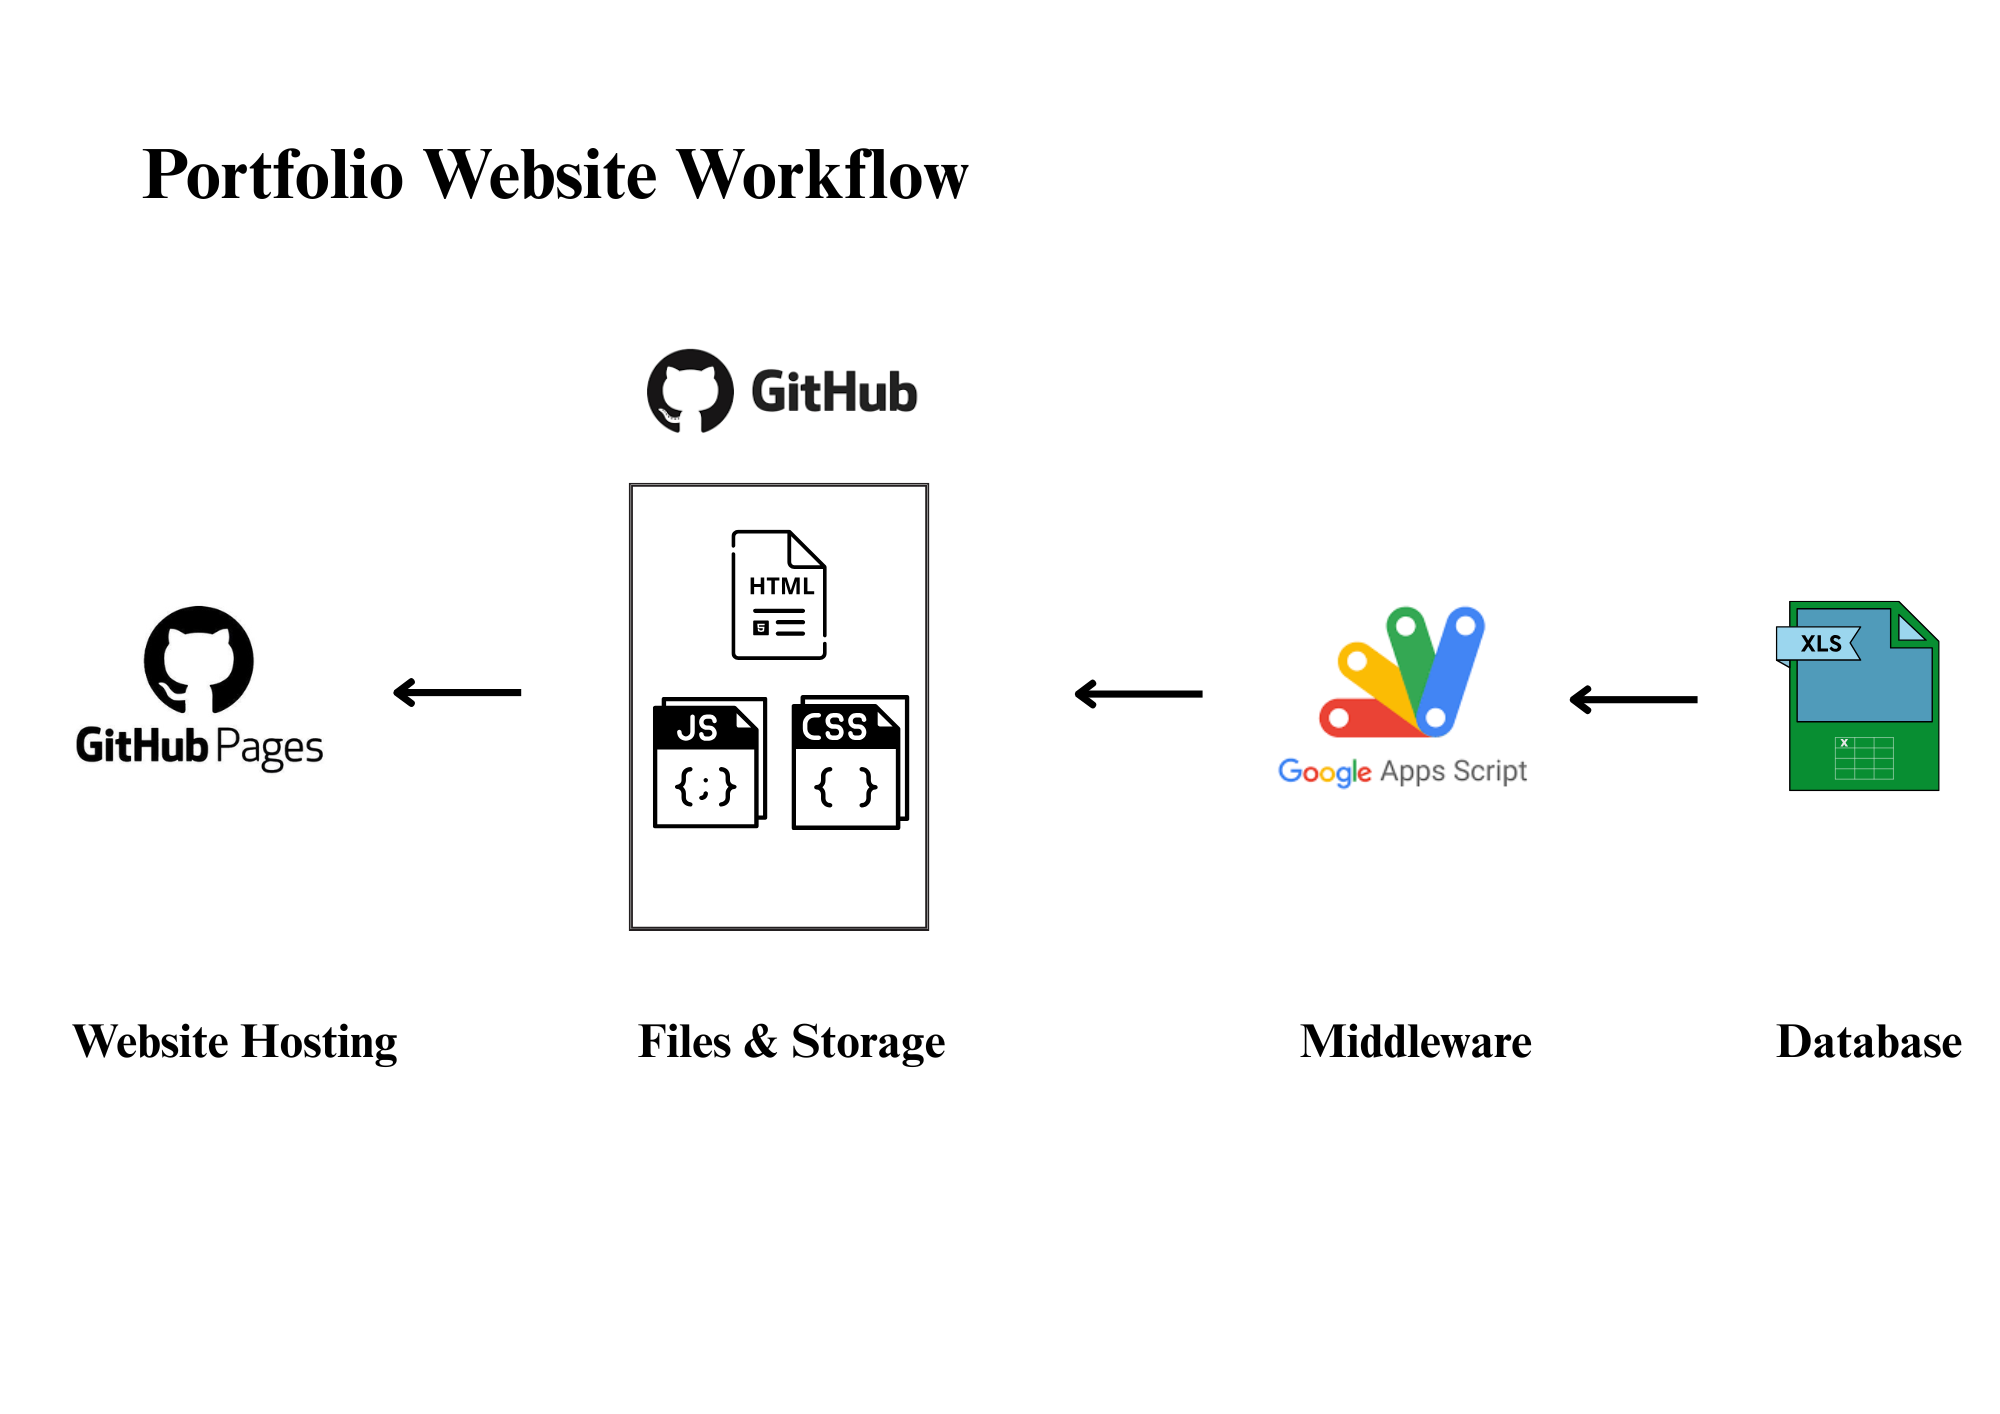 Portfolio Website Workflow
GitHub
HTML
5
JS
CSS
{;}
{ }
GitHub Pages
Google Apps Script
XLS
X
Website Hosting
Files & Storage
Middleware
Database